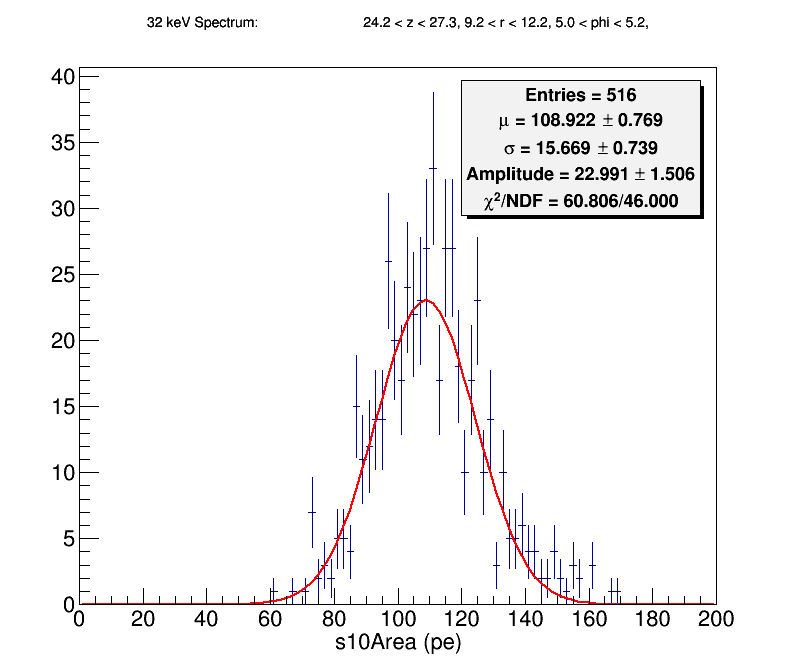 32 keV Spectrum: 24.2 < z < 27.3, 9.2 < r < 12.2, 5.0 < phi < 5.2,
Entries = 516
μ = 108.922 ± 0.769
σ = 15.669 ± 0.739
Amplitude = 22.991 ± 1.506
χ²/NDF = 60.806/46.000
40
35
30
25
20
15
10
5
0
0 20 40 60 80 100 120 140 160 180 200
s10Area (pe)